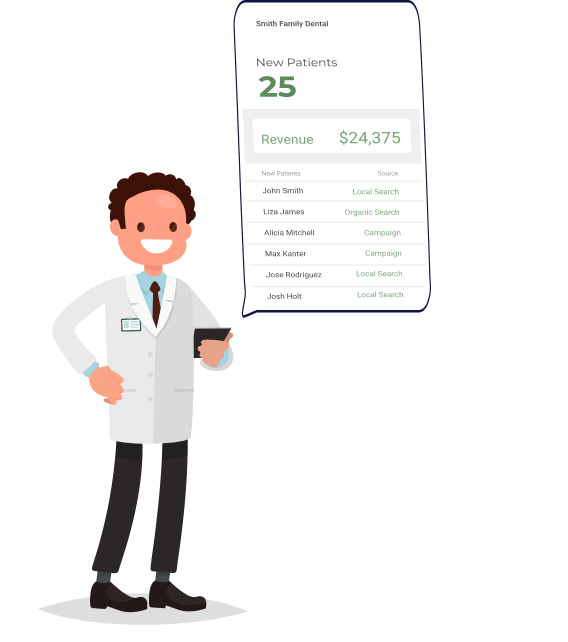 Smith Family Dental
New Patients
25
Revenue $24,375
New Patients Source
John Smith Local Search
Liza James Organic Search
Alicia Mitchell Campaign
Max Kanter Campaign
Jose Rodriguez Local Search
Josh Holt Local Search